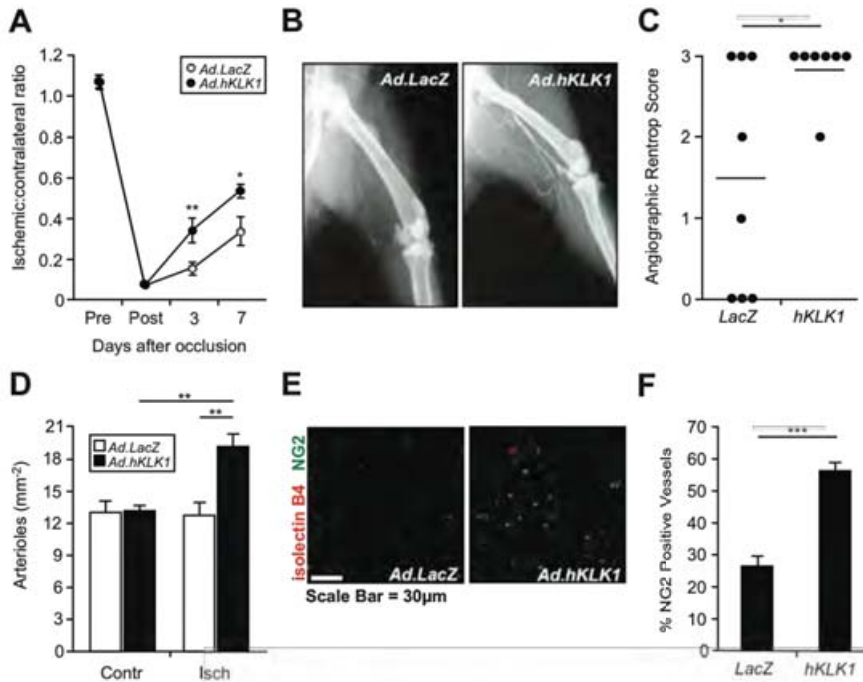 A
Ischemic:contralateral ratio
1.2
1.0
0.8
0.6
0.4
0.2
0
Ad.LacZ
Ad.hKLK1
**
*
Pre Post 3 7
Days after occlusion
B
Ad.LacZ
Ad.hKLK1
C
Angiographic Rentrop Score
3
2
1
0
*
LacZ hKLK1
D
Arterioles (mm-2)
21
18
15
12
9
6
3
0
Ad.LacZ
Ad.hKLK1
**
**
Contr Isch
E
isolectin B4 NG2
Ad.LacZ
Ad.hKLK1
Scale Bar = 30µm
F
% NG2 Positive Vessels
70
60
50
40
30
20
10
0
***
LacZ hKLK1